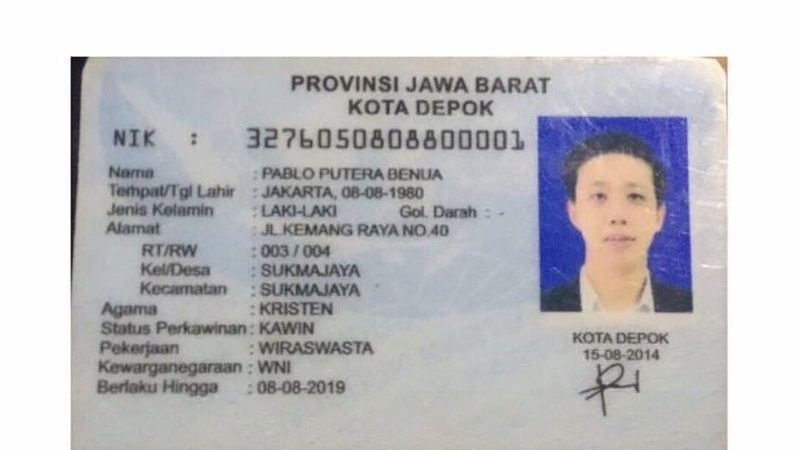 PROVINSI JAWA BARAT
KOTA DEPOK
NIK : 3276050808800001
Nama : PABLO PUTERA BENUA
Tempat/Tgl Lahir : JAKARTA, 08-08-1980
Jenis Kelamin : LAKI-LAKI Gol. Darah : -
Alamat : JL.KEMANG RAYA NO.40
RT/RW : 003 / 004
Kel/Desa : SUKMAJAYA
Kecamatan : SUKMAJAYA
Agama : KRISTEN
Status Perkawinan : KAWIN
Pekerjaan : WIRASWASTA
Kewarganegaraan : WNI
Berlaku Hingga : 08-08-2019
KOTA DEPOK
15-08-2014